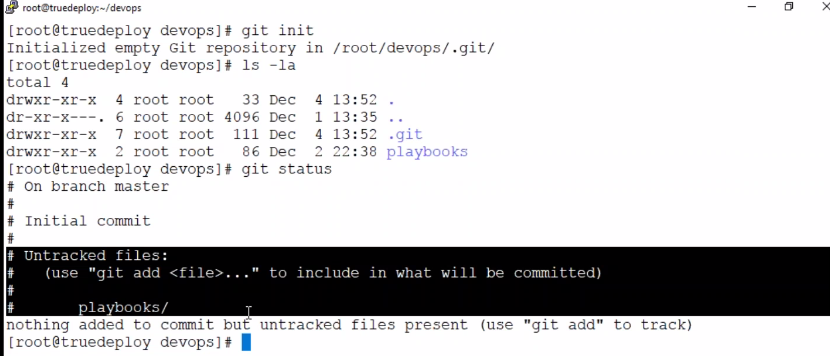 root@truedeploy:~/devops
[root@truedeploy devops]# git init
Initialized empty Git repository in /root/devops/.git/
[root@truedeploy devops]# ls -la
total 4
drwxr-xr-x  4 root root   33 Dec  4 13:52 .
dr-xr-x---. 6 root root 4096 Dec  1 13:35 ..
drwxr-xr-x  7 root root  111 Dec  4 13:52 .git
drwxr-xr-x  2 root root   86 Dec  2 22:38 playbooks
[root@truedeploy devops]# git status
# On branch master
#
# Initial commit
#
# Untracked files:
#   (use "git add <file>..." to include in what will be committed)
#
#       playbooks/
nothing added to commit but untracked files present (use "git add" to track)
[root@truedeploy devops]#